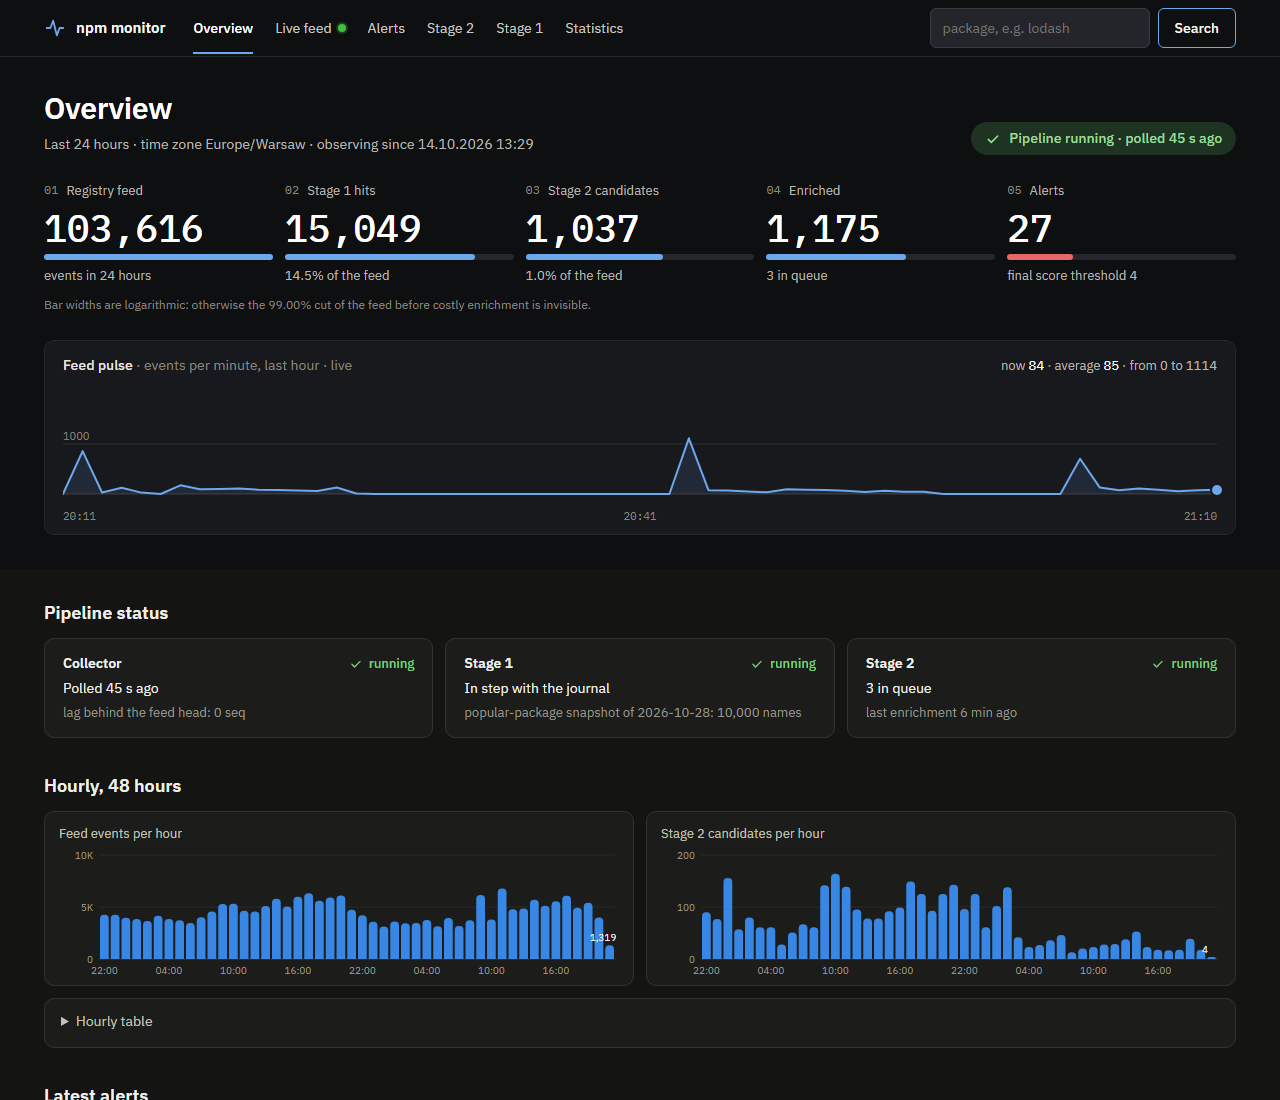 npm monitor
Overview
Live feed
Alerts
Stage 2
Stage 1
Statistics
package, e.g. lodash
Search
Overview
Last 24 hours · time zone Europe/Warsaw · observing since 14.10.2026 13:29
Pipeline running · polled 45 s ago
01 Registry feed
103,616
events in 24 hours
02 Stage 1 hits
15,049
14.5% of the feed
03 Stage 2 candidates
1,037
1.0% of the feed
04 Enriched
1,175
3 in queue
05 Alerts
27
final score threshold 4
Bar widths are logarithmic: otherwise the 99.00% cut of the feed before costly enrichment is invisible.
Feed pulse · events per minute, last hour · live
now 84 · average 85 · from 0 to 1114
1000
20:11
20:41
21:10
Pipeline status
Collector
running
Polled 45 s ago
lag behind the feed head: 0 seq
Stage 1
running
In step with the journal
popular-package snapshot of 2026-10-28: 10,000 names
Stage 2
running
3 in queue
last enrichment 6 min ago
Hourly, 48 hours
Feed events per hour
10K
5K
0
1,319
22:00 04:00 10:00 16:00 22:00 04:00 10:00 16:00
Stage 2 candidates per hour
200
100
0
4
22:00 04:00 10:00 16:00 22:00 04:00 10:00 16:00
Hourly table
Latest alerts